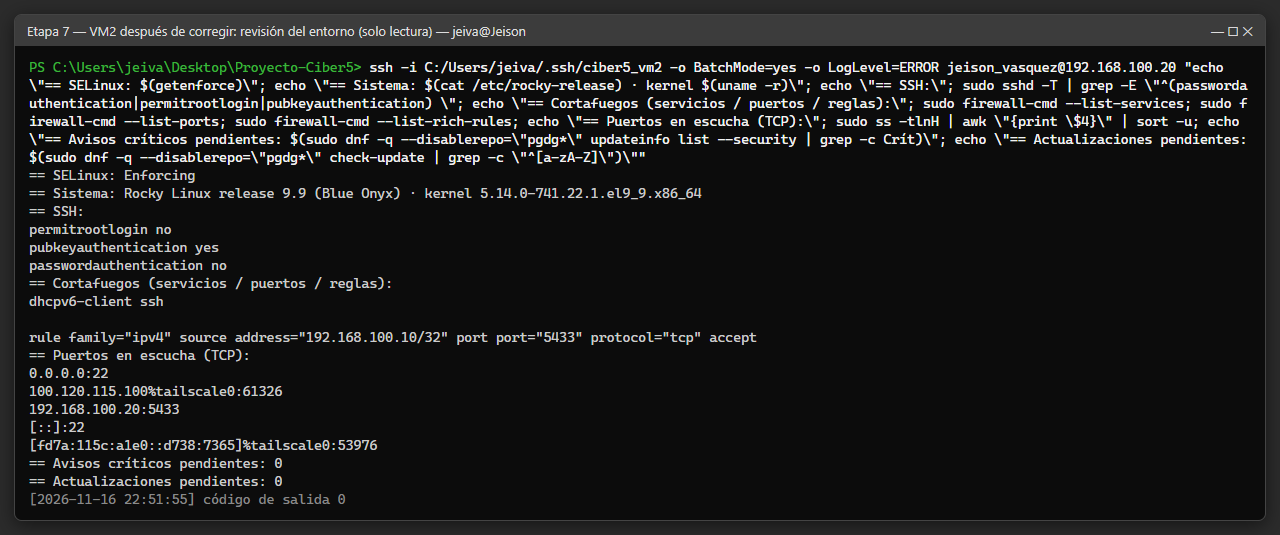 Etapa 7 — VM2 después de corregir: revisión del entorno (solo lectura) — jeiva@Jeison
PS C:\Users\jeiva\Desktop\Proyecto-Ciber5> ssh -i C:/Users/jeiva/.ssh/ciber5_vm2 -o BatchMode=yes -o LogLevel=ERROR jeison_vasquez@192.168.100.20 "echo
\"== SELinux: $(getenforce)\"; echo \"== Sistema: $(cat /etc/rocky-release) · kernel $(uname -r)\"; echo \"== SSH:\"; sudo sshd -T | grep -E \"^(passworda
uthentication|permitrootlogin|pubkeyauthentication) \"; echo \"== Cortafuegos (servicios / puertos / reglas):\"; sudo firewall-cmd --list-services; sudo f
irewall-cmd --list-ports; sudo firewall-cmd --list-rich-rules; echo \"== Puertos en escucha (TCP):\"; sudo ss -tlnH | awk \"{print \$4}\" | sort -u; echo
\"== Avisos críticos pendientes: $(sudo dnf -q --disablerepo=\"pgdg*\" updateinfo list --security | grep -c Crít)\"; echo \"== Actualizaciones pendientes:
$(sudo dnf -q --disablerepo=\"pgdg*\" check-update | grep -c \"^[a-zA-Z]\")\""
== SELinux: Enforcing
== Sistema: Rocky Linux release 9.9 (Blue Onyx) · kernel 5.14.0-741.22.1.el9_9.x86_64
== SSH:
permitrootlogin no
pubkeyauthentication yes
passwordauthentication no
== Cortafuegos (servicios / puertos / reglas):
dhcpv6-client ssh
rule family="ipv4" source address="192.168.100.10/32" port port="5433" protocol="tcp" accept
== Puertos en escucha (TCP):
0.0.0.0:22
100.120.115.100%tailscale0:61326
192.168.100.20:5433
[::]:22
[fd7a:115c:a1e0::d738:7365]%tailscale0:53976
== Avisos críticos pendientes: 0
== Actualizaciones pendientes: 0
[2026-11-16 22:51:55] código de salida 0